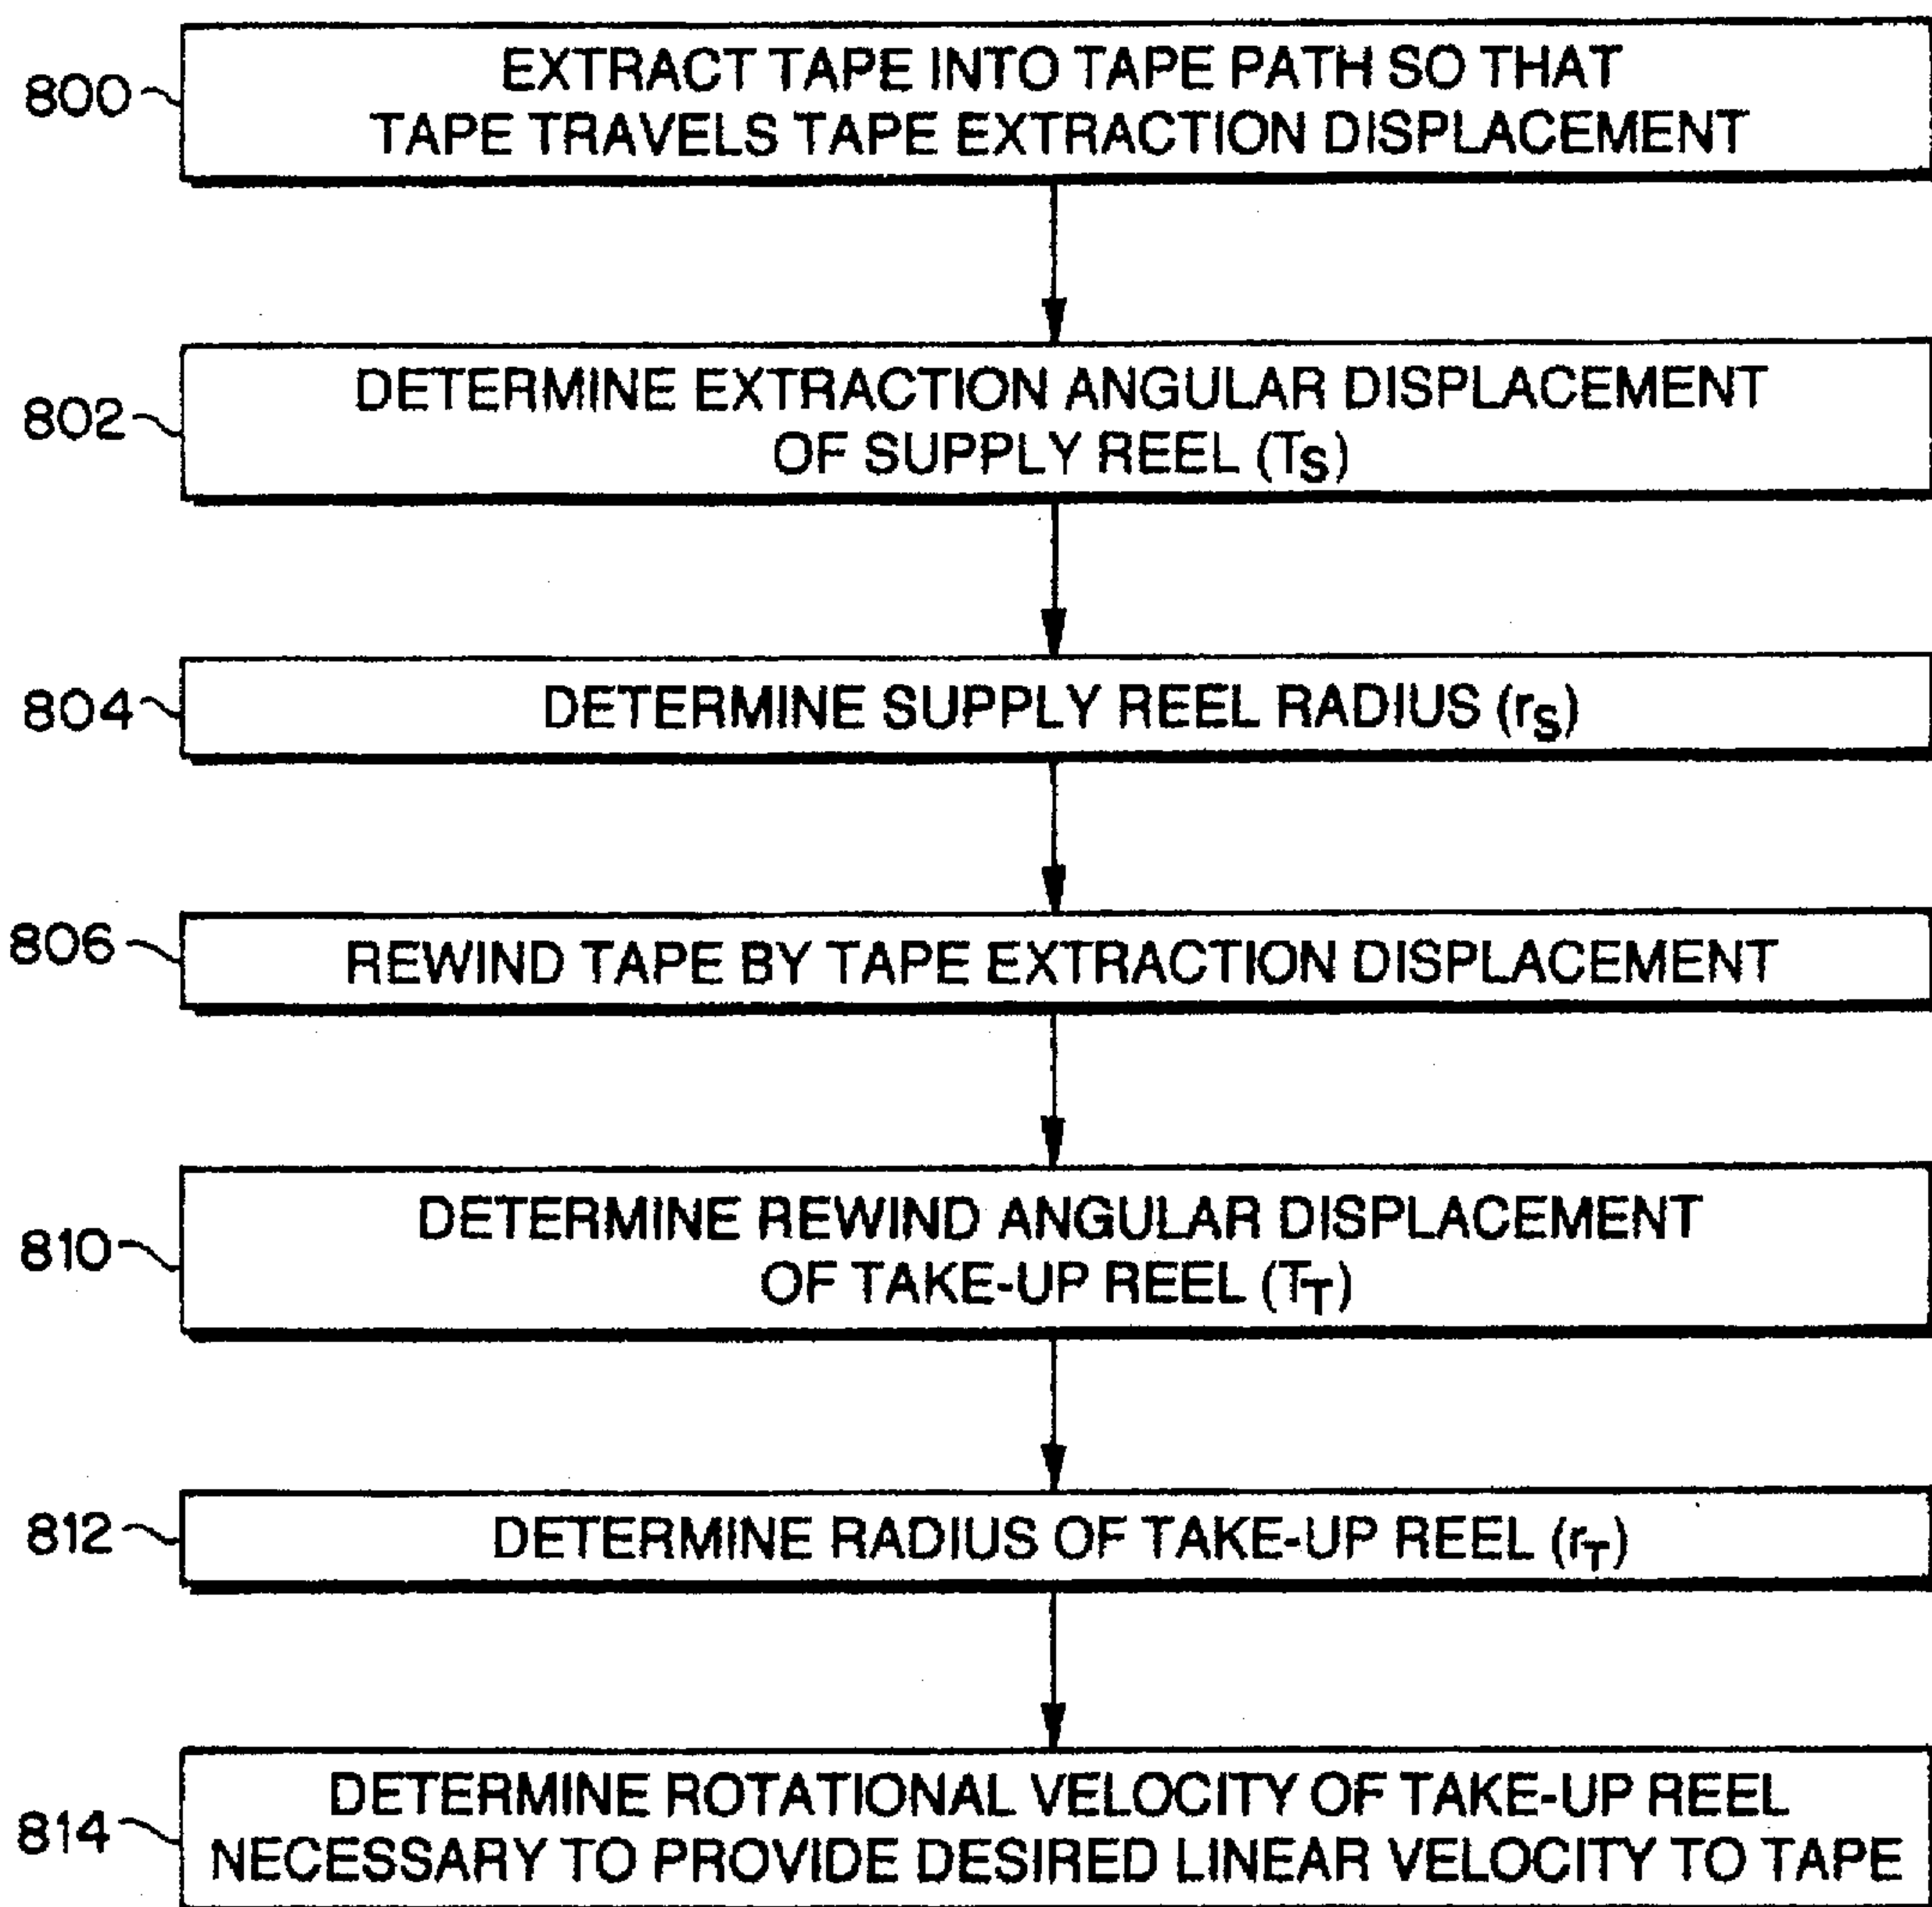 800
EXTRACT TAPE INTO TAPE PATH SO THAT
TAPE TRAVELS TAPE EXTRACTION DISPLACEMENT
802
DETERMINE EXTRACTION ANGULAR DISPLACEMENT
OF SUPPLY REEL (TS)
804
DETERMINE SUPPLY REEL RADIUS (rS)
806
REWIND TAPE BY TAPE EXTRACTION DISPLACEMENT
810
DETERMINE REWIND ANGULAR DISPLACEMENT
OF TAKE-UP REEL (TT)
812
DETERMINE RADIUS OF TAKE-UP REEL (rT)
814
DETERMINE ROTATIONAL VELOCITY OF TAKE-UP REEL
NECESSARY TO PROVIDE DESIRED LINEAR VELOCITY TO TAPE